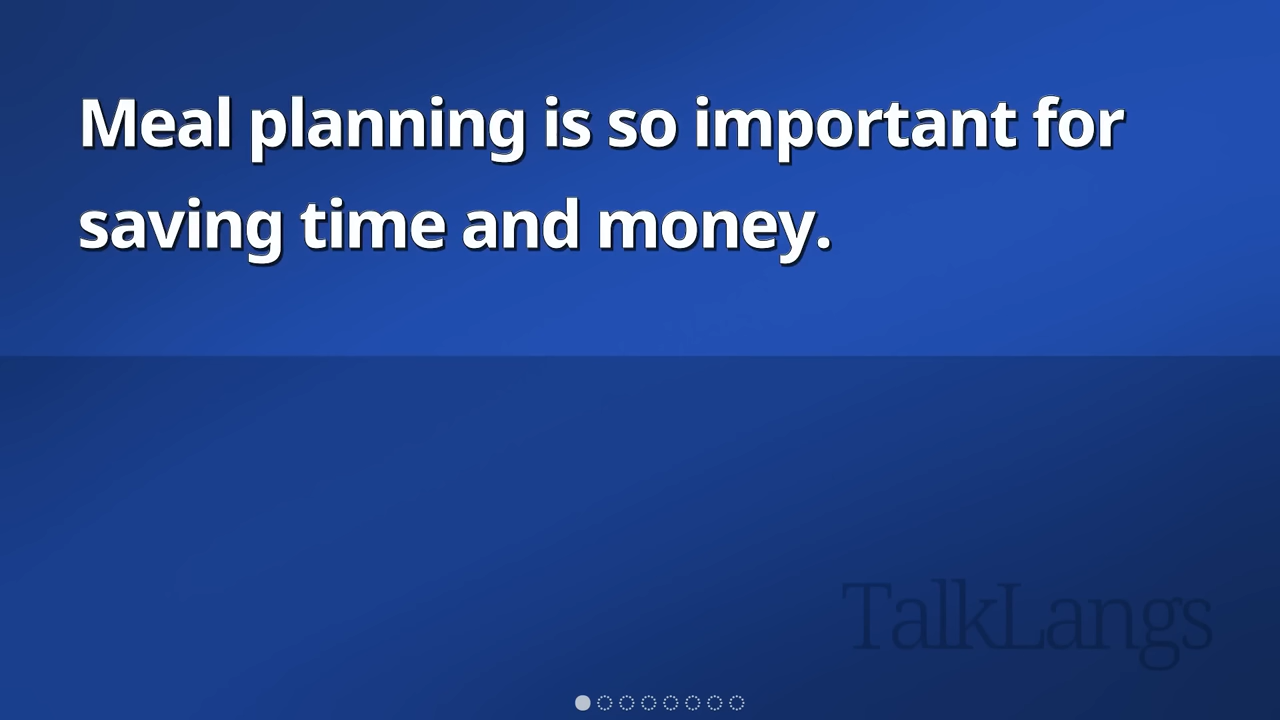 Meal planning is so important for
saving time and money.
TalkLangs